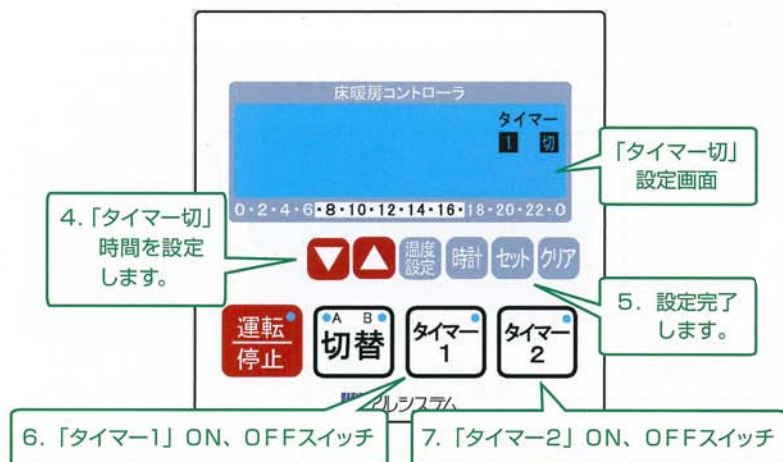 床暖房コントローラ
タイマー
1 切
「タイマー切」
設定画面
0・2・4・6・8・10・12・14・16・18・20・22・0
4.「タイマー切」
時間を設定
します。
▼ ▲ 温度設定 時計 セット クリア
5. 設定完了
します。
運転
停止
A B
切替
タイマー
1
タイマー
2
アルシステム
6.「タイマー1」ON、OFFスイッチ
7.「タイマー2」ON、OFFスイッチ